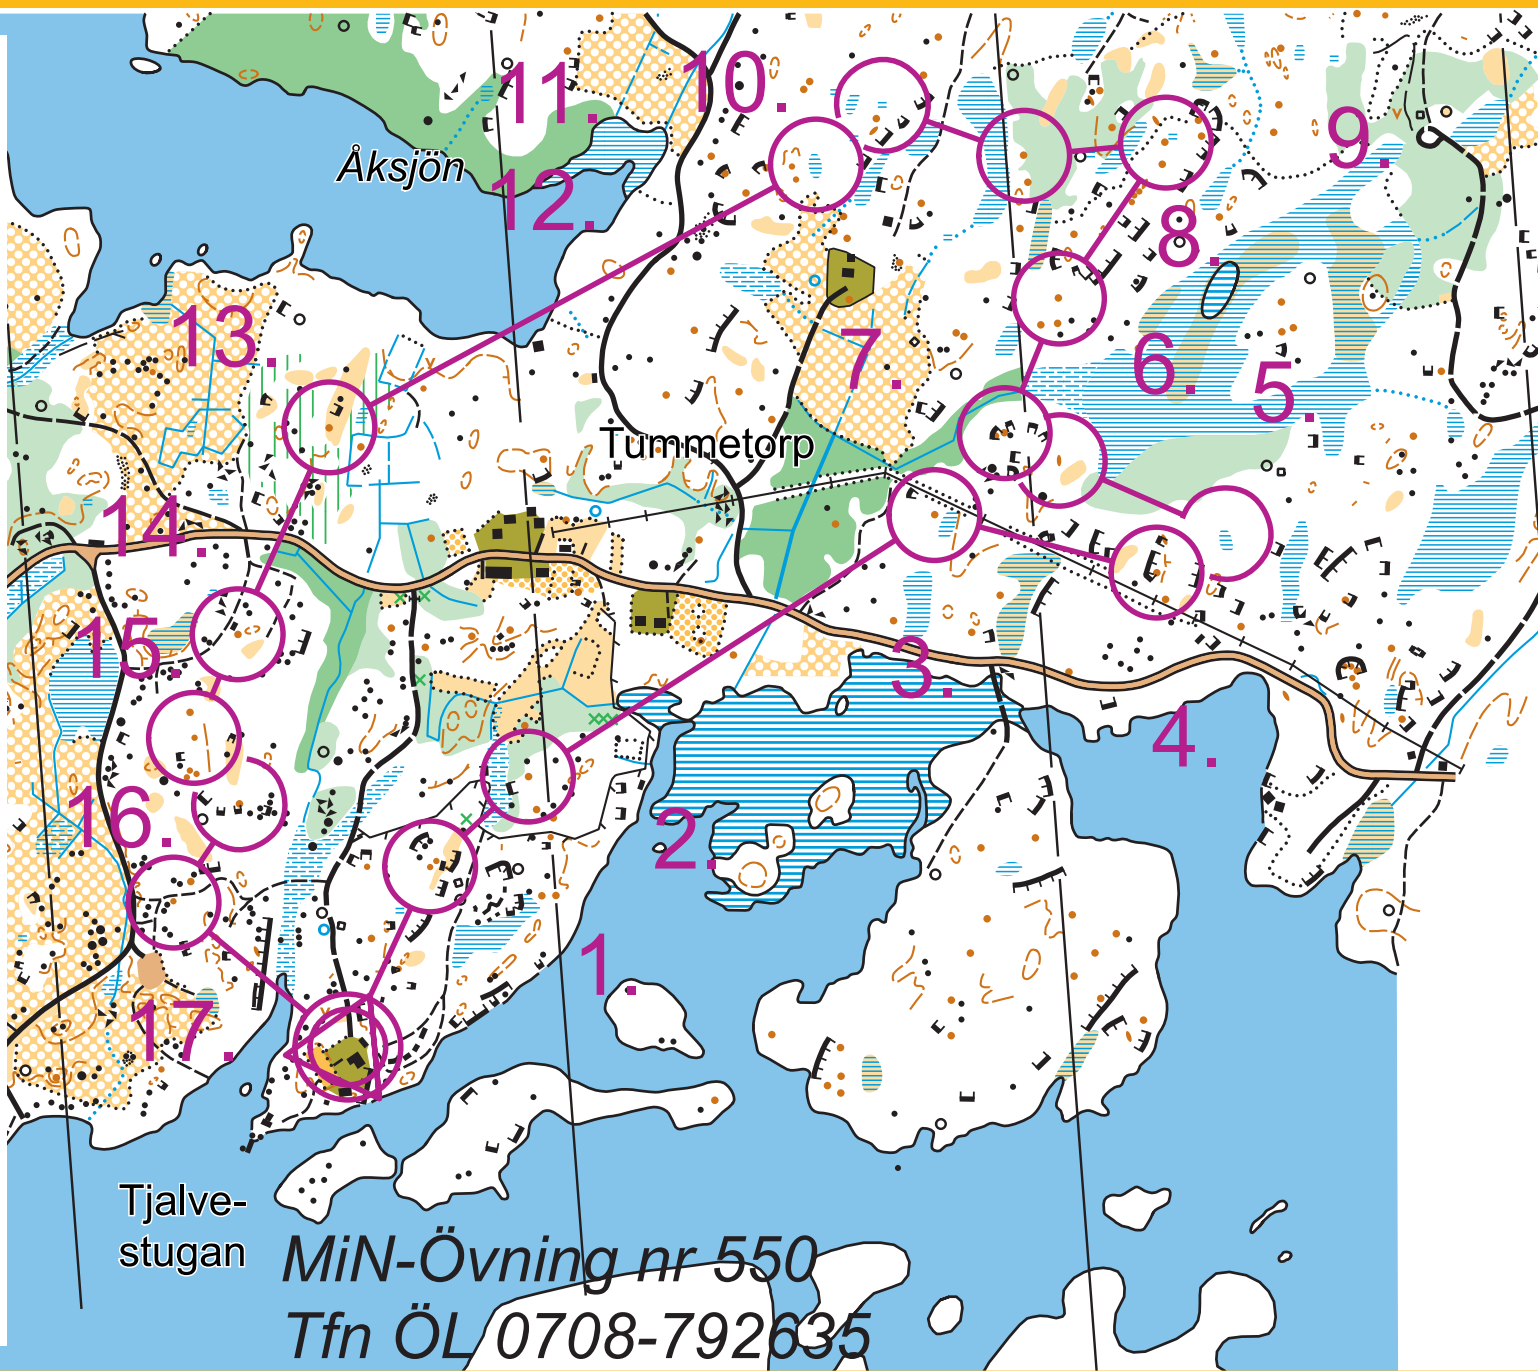 11.
10.
9.
Åksjön
12.
8.
13.
7.
6.
5.
Tummetorp
14.
15.
3.
4.
16.
2.
1.
17.
Tjalve-
stugan
MiN-Övning nr 550
Tfn ÖL 0708-792635